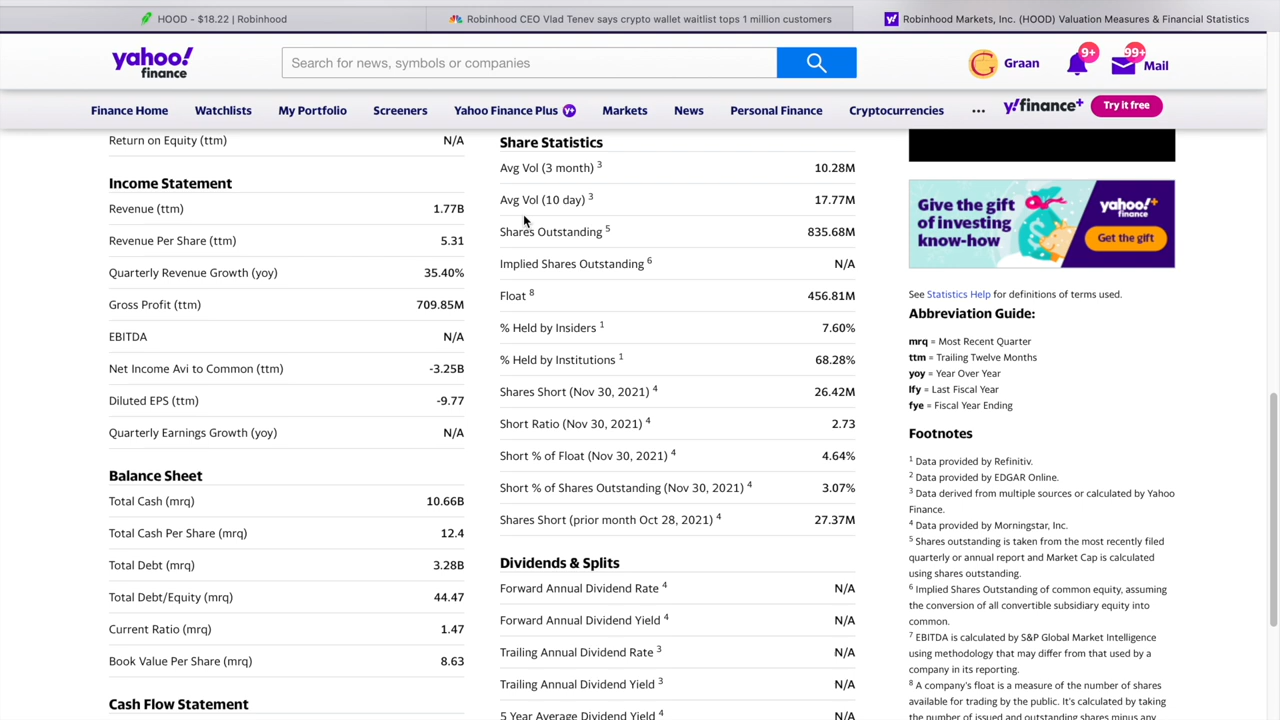 HOOD - $18.22 | Robinhood
Robinhood CEO Vlad Tenev says crypto wallet waitlist tops 1 million customers
Robinhood Markets, Inc. (HOOD) Valuation Measures & Financial Statistics
yahoo!
finance
Search for news, symbols or companies
Graan
9+
99+
Mail
Finance Home
Watchlists
My Portfolio
Screeners
Yahoo Finance Plus Y+
Markets
News
Personal Finance
Cryptocurrencies
...
y!finance+
Try it free
Return on Equity (ttm) N/A
Income Statement
Revenue (ttm) 1.77B
Revenue Per Share (ttm) 5.31
Quarterly Revenue Growth (yoy) 35.40%
Gross Profit (ttm) 709.85M
EBITDA N/A
Net Income Avi to Common (ttm) -3.25B
Diluted EPS (ttm) -9.77
Quarterly Earnings Growth (yoy) N/A
Balance Sheet
Total Cash (mrq) 10.66B
Total Cash Per Share (mrq) 12.4
Total Debt (mrq) 3.28B
Total Debt/Equity (mrq) 44.47
Current Ratio (mrq) 1.47
Book Value Per Share (mrq) 8.63
Cash Flow Statement
Share Statistics
Avg Vol (3 month) 3 10.28M
Avg Vol (10 day) 3 17.77M
Shares Outstanding 5 835.68M
Implied Shares Outstanding 6 N/A
Float 8 456.81M
% Held by Insiders 1 7.60%
% Held by Institutions 1 68.28%
Shares Short (Nov 30, 2021) 4 26.42M
Short Ratio (Nov 30, 2021) 4 2.73
Short % of Float (Nov 30, 2021) 4 4.64%
Short % of Shares Outstanding (Nov 30, 2021) 4 3.07%
Shares Short (prior month Oct 28, 2021) 4 27.37M
Dividends & Splits
Forward Annual Dividend Rate 4 N/A
Forward Annual Dividend Yield 4 N/A
Trailing Annual Dividend Rate 3 N/A
Trailing Annual Dividend Yield 3 N/A
5 Year Average Dividend Yield 4 N/A
Give the gift
of investing
know-how
yahoo!+
finance
Get the gift
See Statistics Help for definitions of terms used.
Abbreviation Guide:
mrq = Most Recent Quarter
ttm = Trailing Twelve Months
yoy = Year Over Year
lfy = Last Fiscal Year
fye = Fiscal Year Ending
Footnotes
1 Data provided by Refinitiv.
2 Data provided by EDGAR Online.
3 Data derived from multiple sources or calculated by Yahoo
Finance.
4 Data provided by Morningstar, Inc.
5 Shares outstanding is taken from the most recently filed
quarterly or annual report and Market Cap is calculated
using shares outstanding.
6 Implied Shares Outstanding of common equity, assuming
the conversion of all convertible subsidiary equity into
common.
7 EBITDA is calculated by S&P Global Market Intelligence
using methodology that may differ from that used by a
company in its reporting.
8 A company's float is a measure of the number of shares
available for trading by the public. It's calculated by taking
the number of issued and outstanding shares minus any